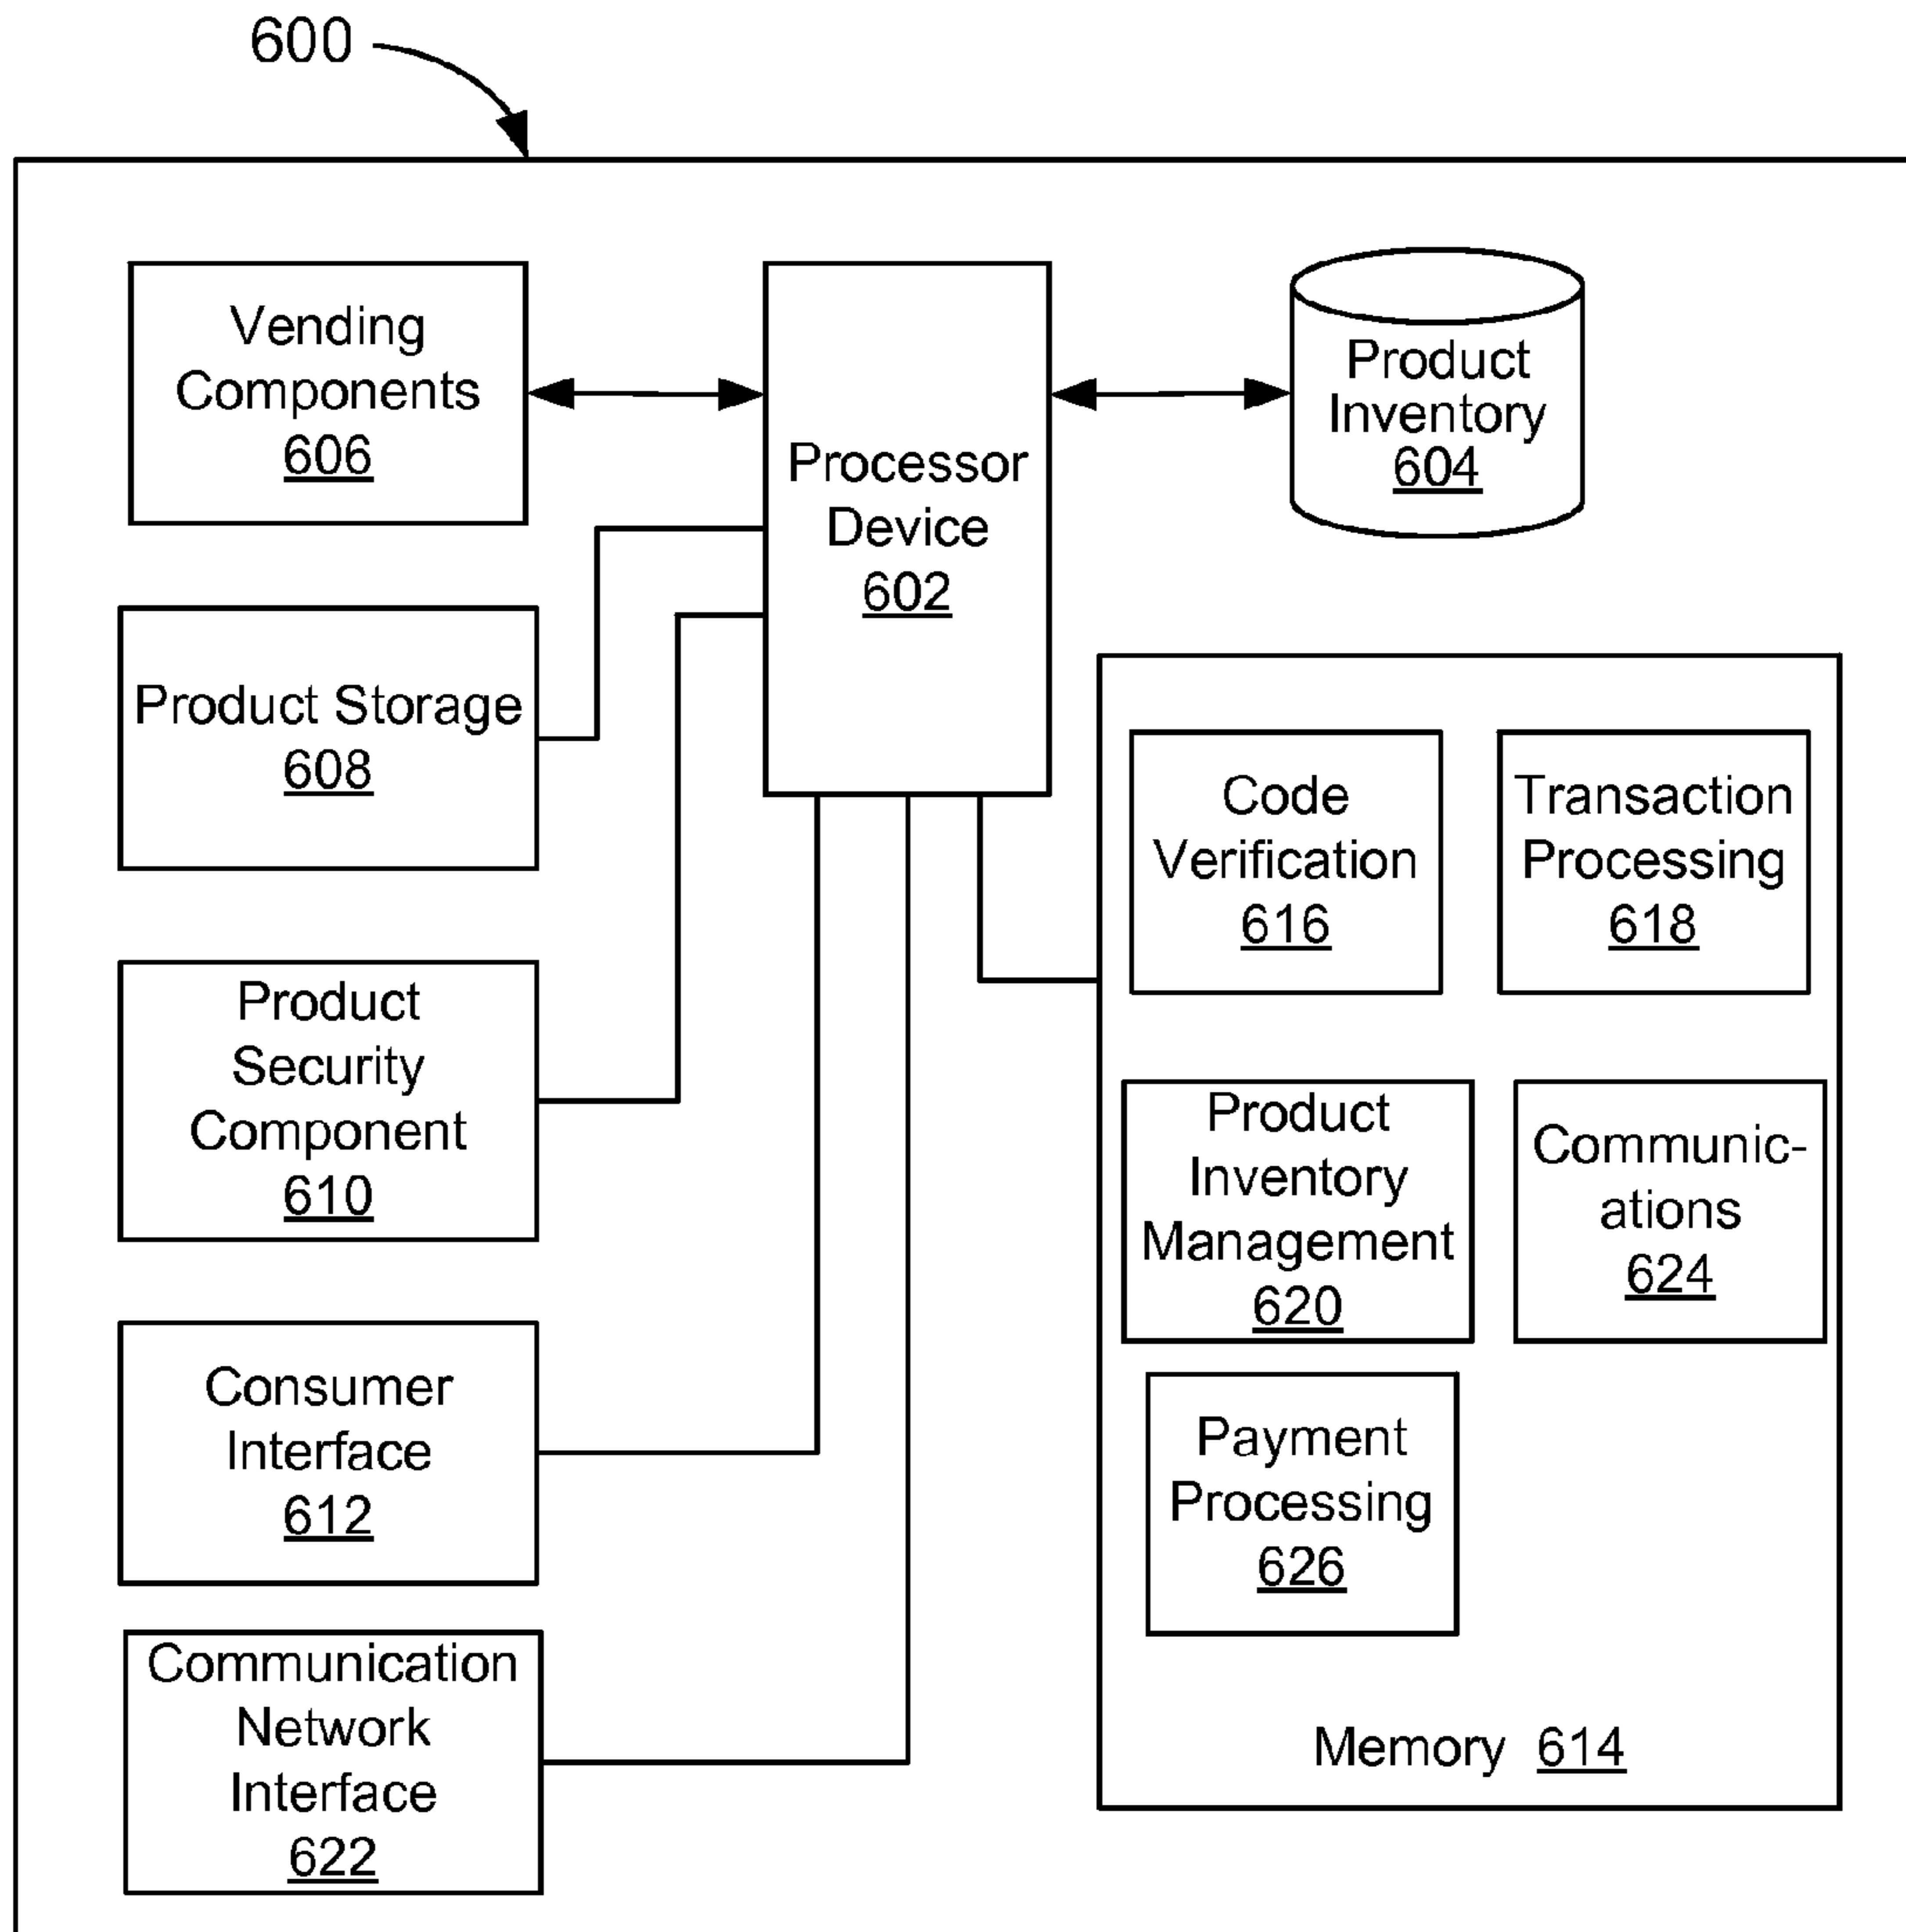 600
Vending
Components
606
Processor
Device
602
Product
Inventory
604
Product Storage
608
Product
Security
Component
610
Consumer
Interface
612
Communication
Network
Interface
622
Code
Verification
616
Transaction
Processing
618
Product
Inventory
Management
620
Communic-
ations
624
Payment
Processing
626
Memory 614